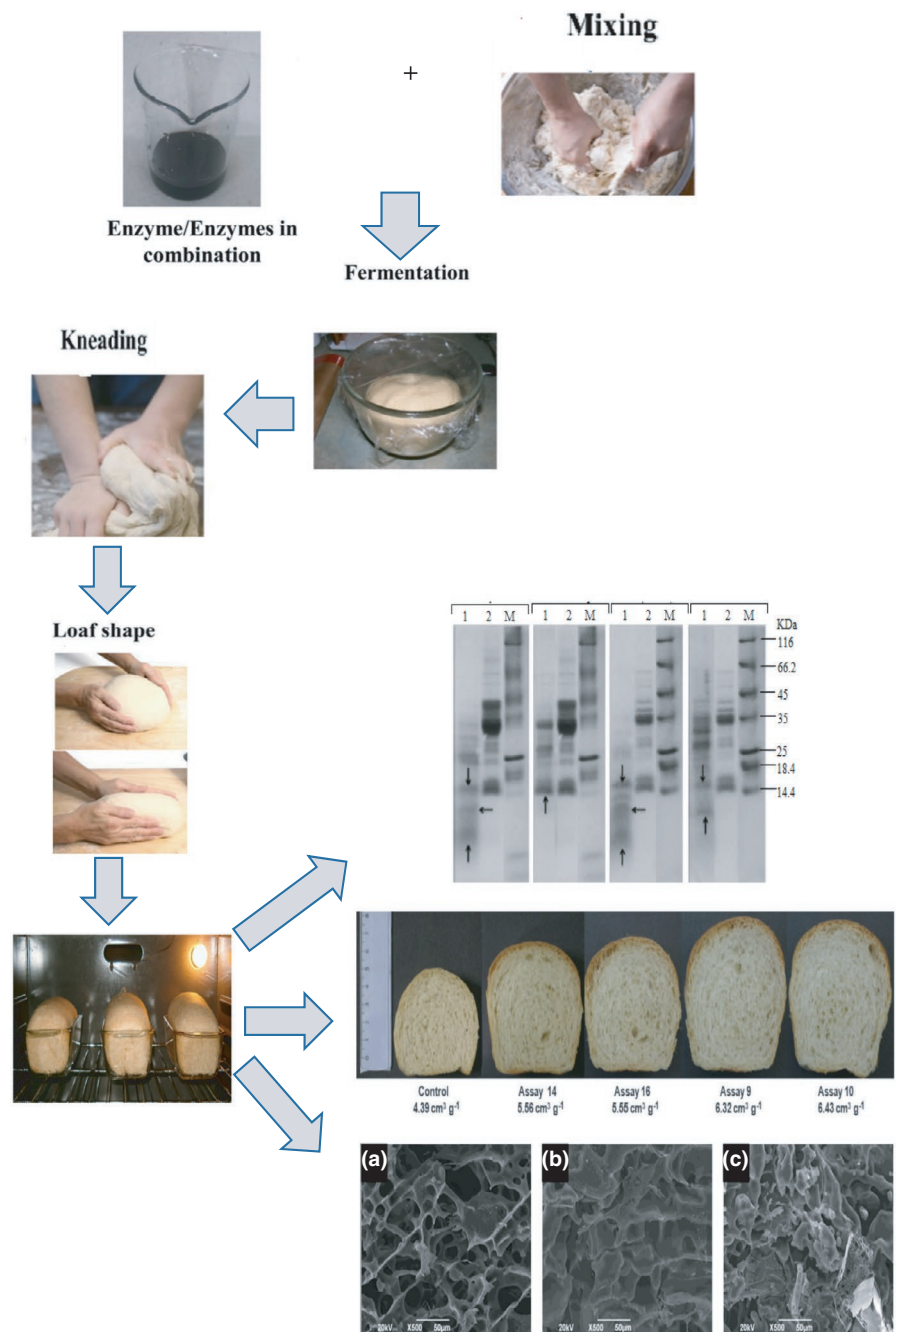 Mixing
+
Enzyme/Enzymes in
combination
Fermentation
Kneading
Loaf shape
1 2 M 1 2 M 1 2 M 1 2 M
KDa
116
66.2
45
35
25
18.4
14.4
Control Assay 14 Assay 16 Assay 9 Assay 10
4.39 cm³ g⁻¹ 5.56 cm³ g⁻¹ 5.55 cm³ g⁻¹ 6.32 cm³ g⁻¹ 6.43 cm³ g⁻¹
(a) (b) (c)
20kV X500 50µm 20kV X500 50µm 20kV X500 50µm